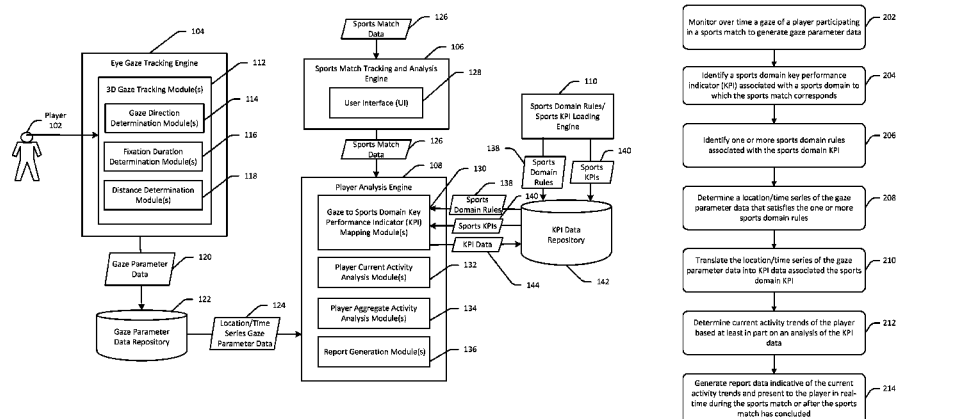 126
Sports Match
Data
104
Eye Gaze Tracking Engine
112
3D Gaze Tracking Module(s)
114
Gaze Direction
Determination Module(s)
116
Fixation Duration
Determination Module(s)
118
Distance Determination
Module(s)
Player
102
120
Gaze Parameter
Data
122
Gaze Parameter
Data Repository
124
Location/Time
Series Gaze
Parameter Data
106
Sports Match Tracking and Analysis
Engine
128
User Interface (UI)
Sports Match
Data
126
108
Player Analysis Engine
130
Gaze to Sports Domain Key
Performance Indicator (KPI)
Mapping Module(s)
Player Current Activity
Analysis Module(s)
132
Player Aggregate Activity
Analysis Module(s)
134
Report Generation Module(s)
136
110
Sports Domain Rules/
Sports KPI Loading
Engine
138
Sports
Domain
Rules
140
Sports
KPIs
138
Sports
Domain Rules
140
Sports KPIs
KPI Data
144
KPI Data
Repository
142
Monitor over time a gaze of a player participating
in a sports match to generate gaze parameter data
202
Identify a sports domain key performance
indicator (KPI) associated with a sports domain to
which the sports match corresponds
204
Identify one or more sports domain rules
associated with the sports domain KPI
206
Determine a location/time series of the gaze
parameter data that satisfies the one or more
sports domain rules
208
Translate the location/time series of the gaze
parameter data into KPI data associated the sports
domain KPI
210
Determine current activity trends of the player
based at least in part on an analysis of the KPI
data
212
Generate report data indicative of the current
activity trends and present to the player in real-
time during the sports match or after the sports
match has concluded
214